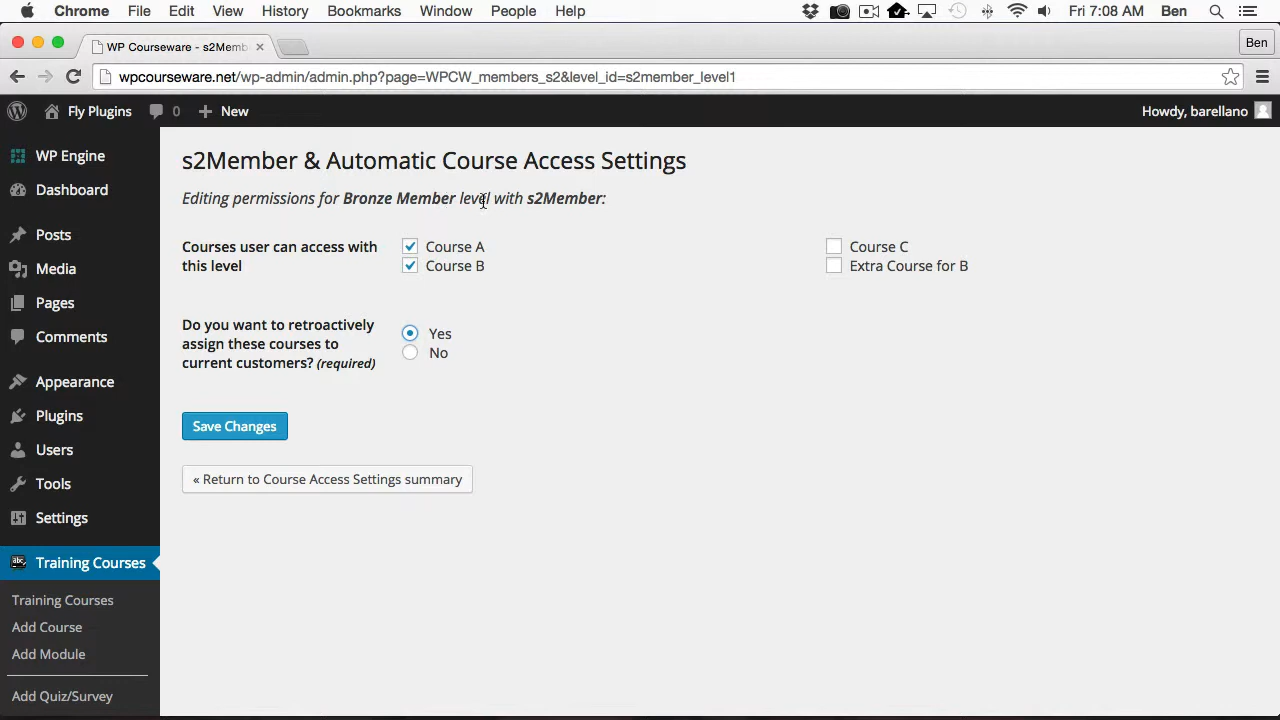 Chrome File Edit View History Bookmarks Window People Help Fri 7:08 AM Ben
WP Courseware - s2Memb Ben
wpcourseware.net/wp-admin/admin.php?page=WPCW_members_s2&level_id=s2member_level1
Fly Plugins 0 + New Howdy, barellano
WP Engine
Dashboard
Posts
Media
Pages
Comments
Appearance
Plugins
Users
Tools
Settings
Training Courses
Training Courses
Add Course
Add Module
Add Quiz/Survey
s2Member & Automatic Course Access Settings
Editing permissions for Bronze Member level with s2Member:
Courses user can access with
this level
Course A
Course B
Course C
Extra Course for B
Do you want to retroactively
assign these courses to
current customers? (required)
Yes
No
Save Changes
« Return to Course Access Settings summary